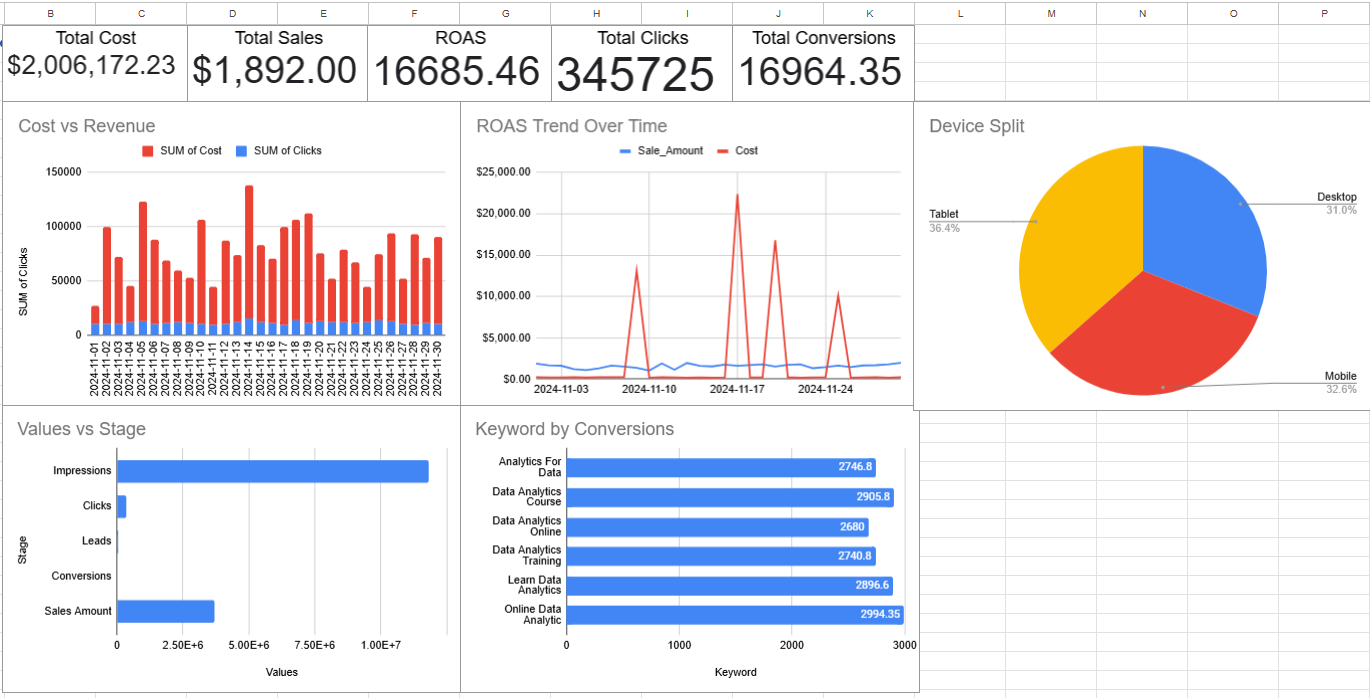 B C D E F G H I J K L M N O P
Total Cost
$2,006,172.23
Total Sales
$1,892.00
ROAS
16685.46
Total Clicks
345725
Total Conversions
16964.35
Cost vs Revenue
SUM of Cost SUM of Clicks
SUM of Clicks
150000
100000
50000
0
2024-11-01
2024-11-02
2024-11-03
2024-11-04
2024-11-05
2024-11-06
2024-11-07
2024-11-08
2024-11-09
2024-11-10
2024-11-11
2024-11-12
2024-11-13
2024-11-14
2024-11-15
2024-11-16
2024-11-17
2024-11-18
2024-11-19
2024-11-20
2024-11-21
2024-11-22
2024-11-23
2024-11-24
2024-11-25
2024-11-26
2024-11-27
2024-11-28
2024-11-29
2024-11-30
ROAS Trend Over Time
Sale_Amount Cost
$25,000.00
$20,000.00
$15,000.00
$10,000.00
$5,000.00
$0.00
2024-11-03 2024-11-10 2024-11-17 2024-11-24
Device Split
Desktop
31.0%
Tablet
36.4%
Mobile
32.6%
Values vs Stage
Stage
Impressions
Clicks
Leads
Conversions
Sales Amount
0 2.50E+6 5.00E+6 7.50E+6 1.00E+7
Values
Keyword by Conversions
Analytics For
Data
2746.8
Data Analytics
Course
2905.8
Data Analytics
Online
2680
Data Analytics
Training
2740.8
Learn Data
Analytics
2896.6
Online Data
Analytic
2994.35
0 1000 2000 3000
Keyword